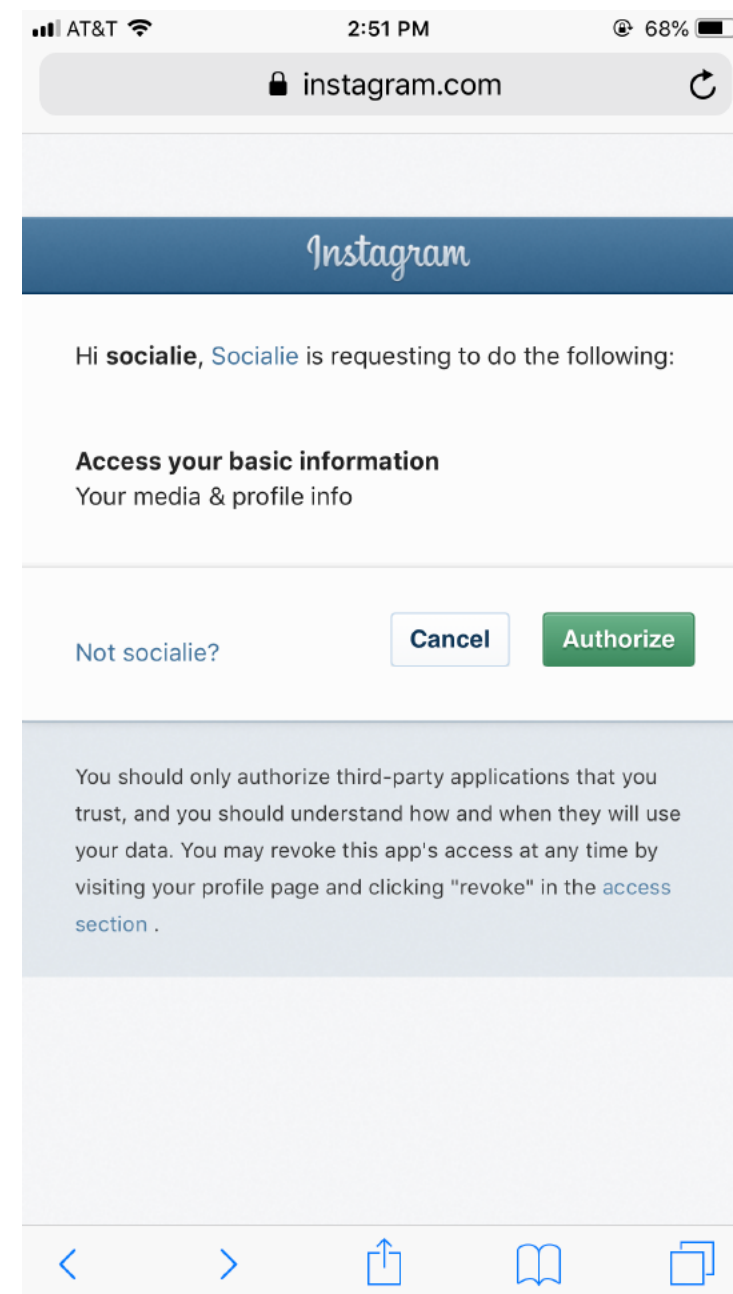 AT&T 2:51 PM 68%
instagram.com
Instagram
Hi socialie, Socialie is requesting to do the following:
Access your basic information
Your media & profile info
Not socialie? Cancel Authorize
You should only authorize third-party applications that you
trust, and you should understand how and when they will use
your data. You may revoke this app's access at any time by
visiting your profile page and clicking "revoke" in the access
section .